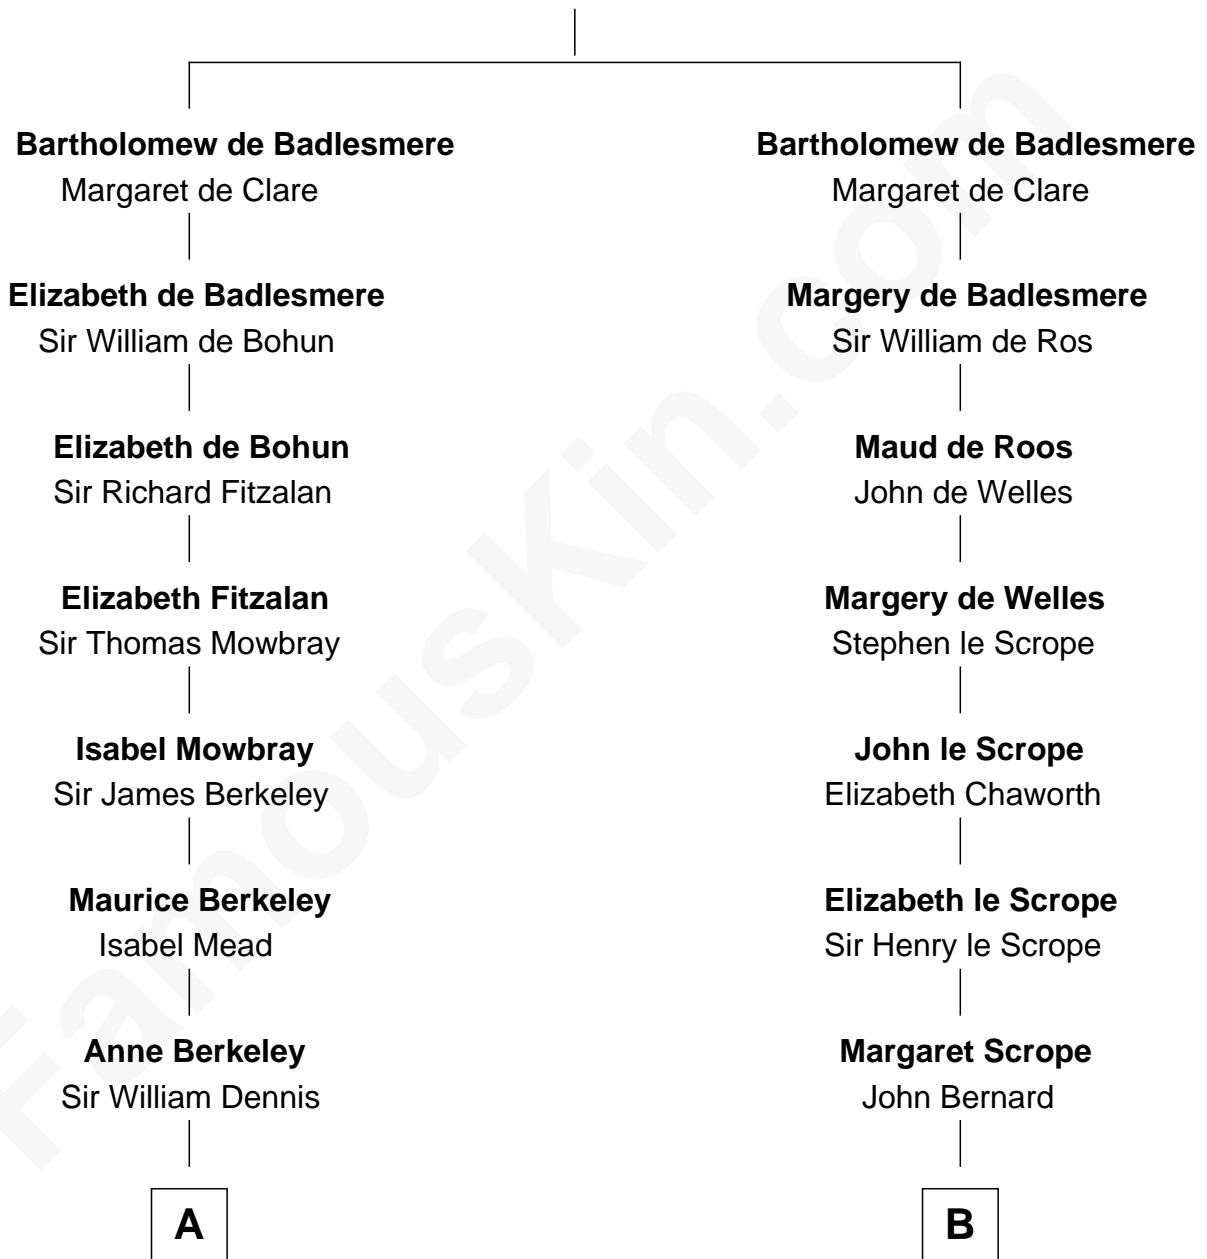 Bartholomew de Badlesmere
Margaret de Clare
Elizabeth de Badlesmere
Sir William de Bohun
Elizabeth de Bohun
Sir Richard Fitzalan
Elizabeth Fitzalan
Sir Thomas Mowbray
Isabel Mowbray
Sir James Berkeley
Maurice Berkeley
Isabel Mead
Anne Berkeley
Sir William Dennis
A
Bartholomew de Badlesmere
Margaret de Clare
Margery de Badlesmere
Sir William de Ros
Maud de Roos
John de Welles
Margery de Welles
Stephen le Scrope
John le Scrope
Elizabeth Chaworth
Elizabeth le Scrope
Sir Henry le Scrope
Margaret Scrope
John Bernard
B
FamousKin.com